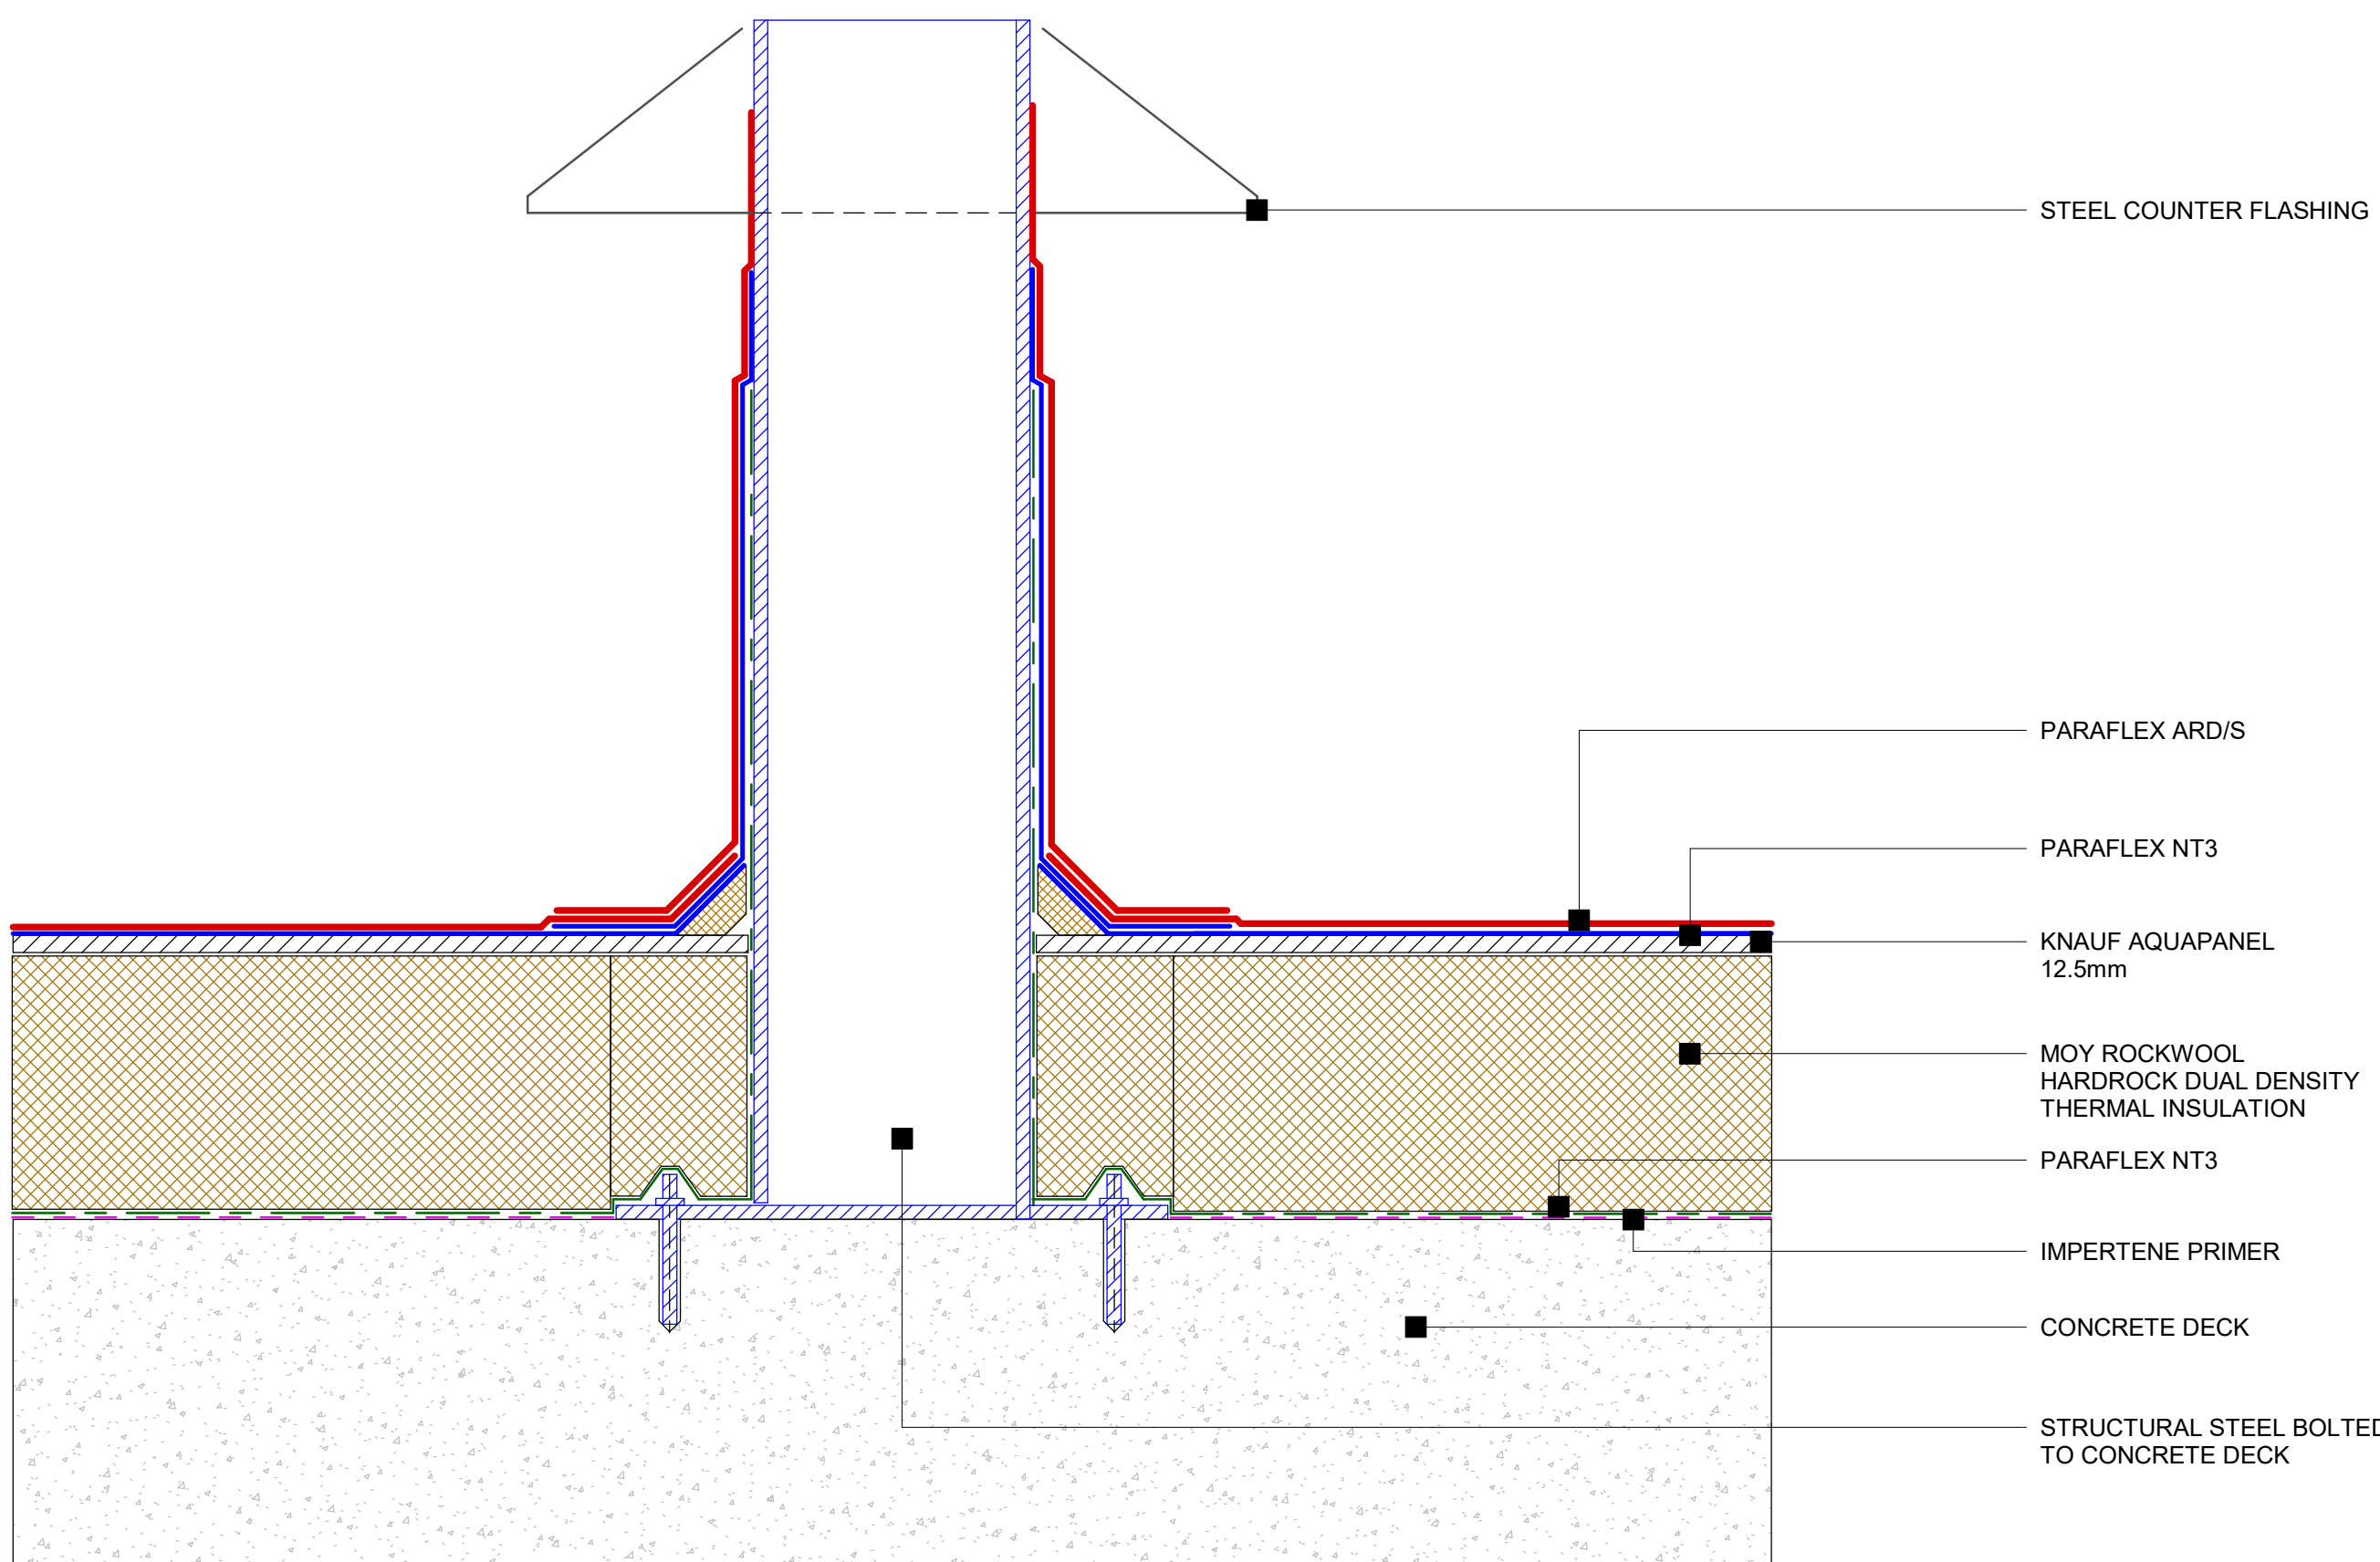 STEEL COUNTER FLASHING
PARAFLEX ARD/S
PARAFLEX NT3
KNAUF AQUAPANEL
12.5mm
MOY ROCKWOOL
HARDROCK DUAL DENSITY
THERMAL INSULATION
PARAFLEX NT3
IMPERTENE PRIMER
CONCRETE DECK
STRUCTURAL STEEL BOLTED
TO CONCRETE DECK